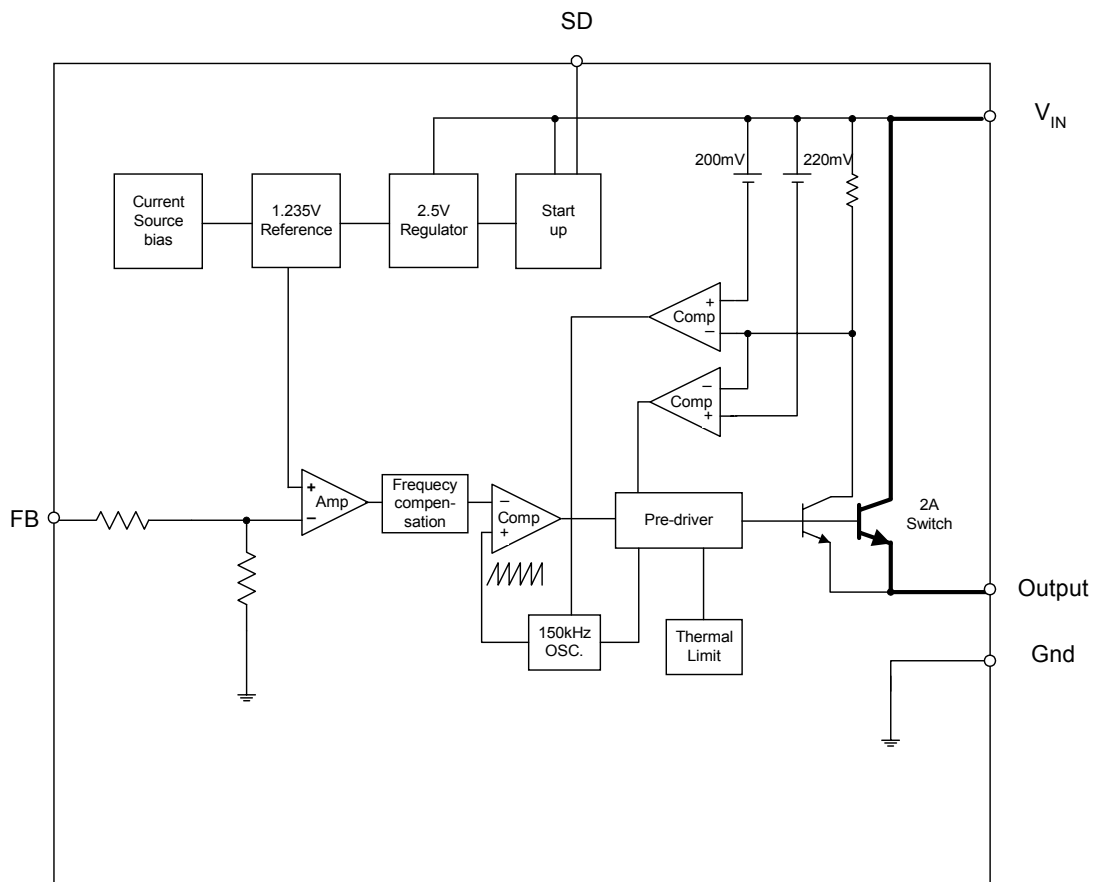 SD
V_IN
200mV
220mV
Current
Source
bias
1.235V
Reference
2.5V
Regulator
Start
up
+
Comp
−
−
Comp
+
FB
+
Amp
−
Frequecy
compen-
sation
−
Comp
+
Pre-driver
2A
Switch
150kHz
OSC.
Thermal
Limit
Output
Gnd